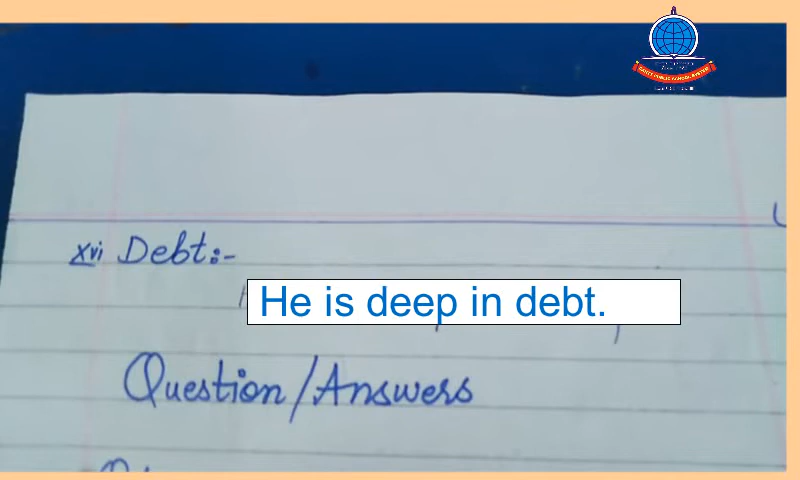 xvi Debt:-
He is deep in debt.
Question/Answers